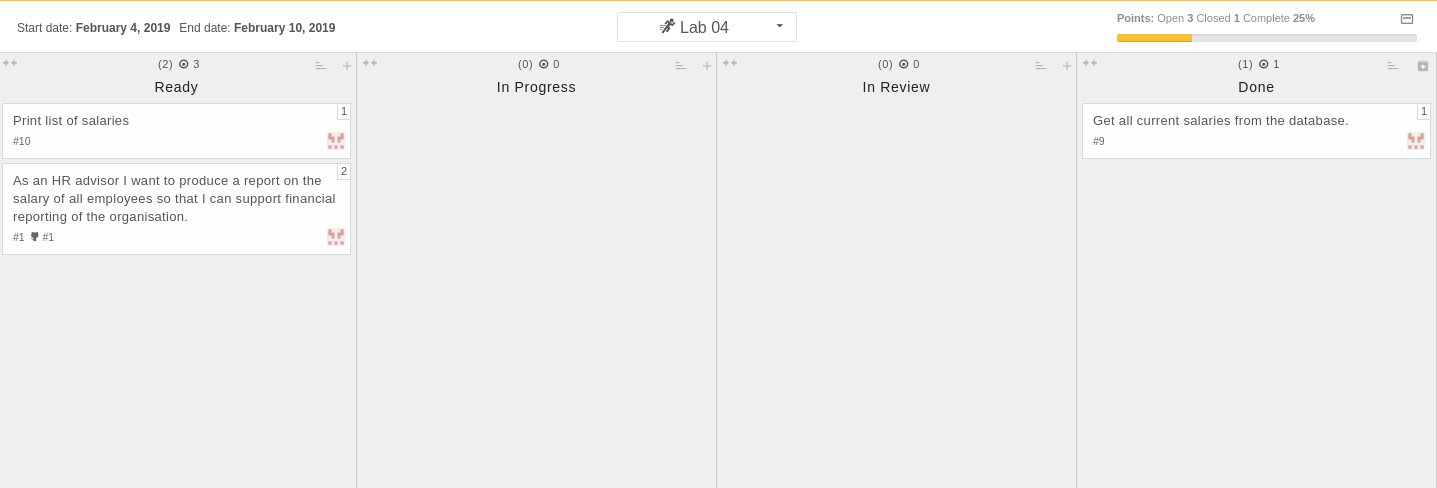 Start date: February 4, 2019 End date: February 10, 2019
Lab 04
Points: Open 3 Closed 1 Complete 25%
(2) 3
Ready
1
Print list of salaries
#10
2
As an HR advisor I want to produce a report on the
salary of all employees so that I can support financial
reporting of the organisation.
#1 #1
(0) 0
In Progress
(0) 0
In Review
(1) 1
Done
1
Get all current salaries from the database.
#9